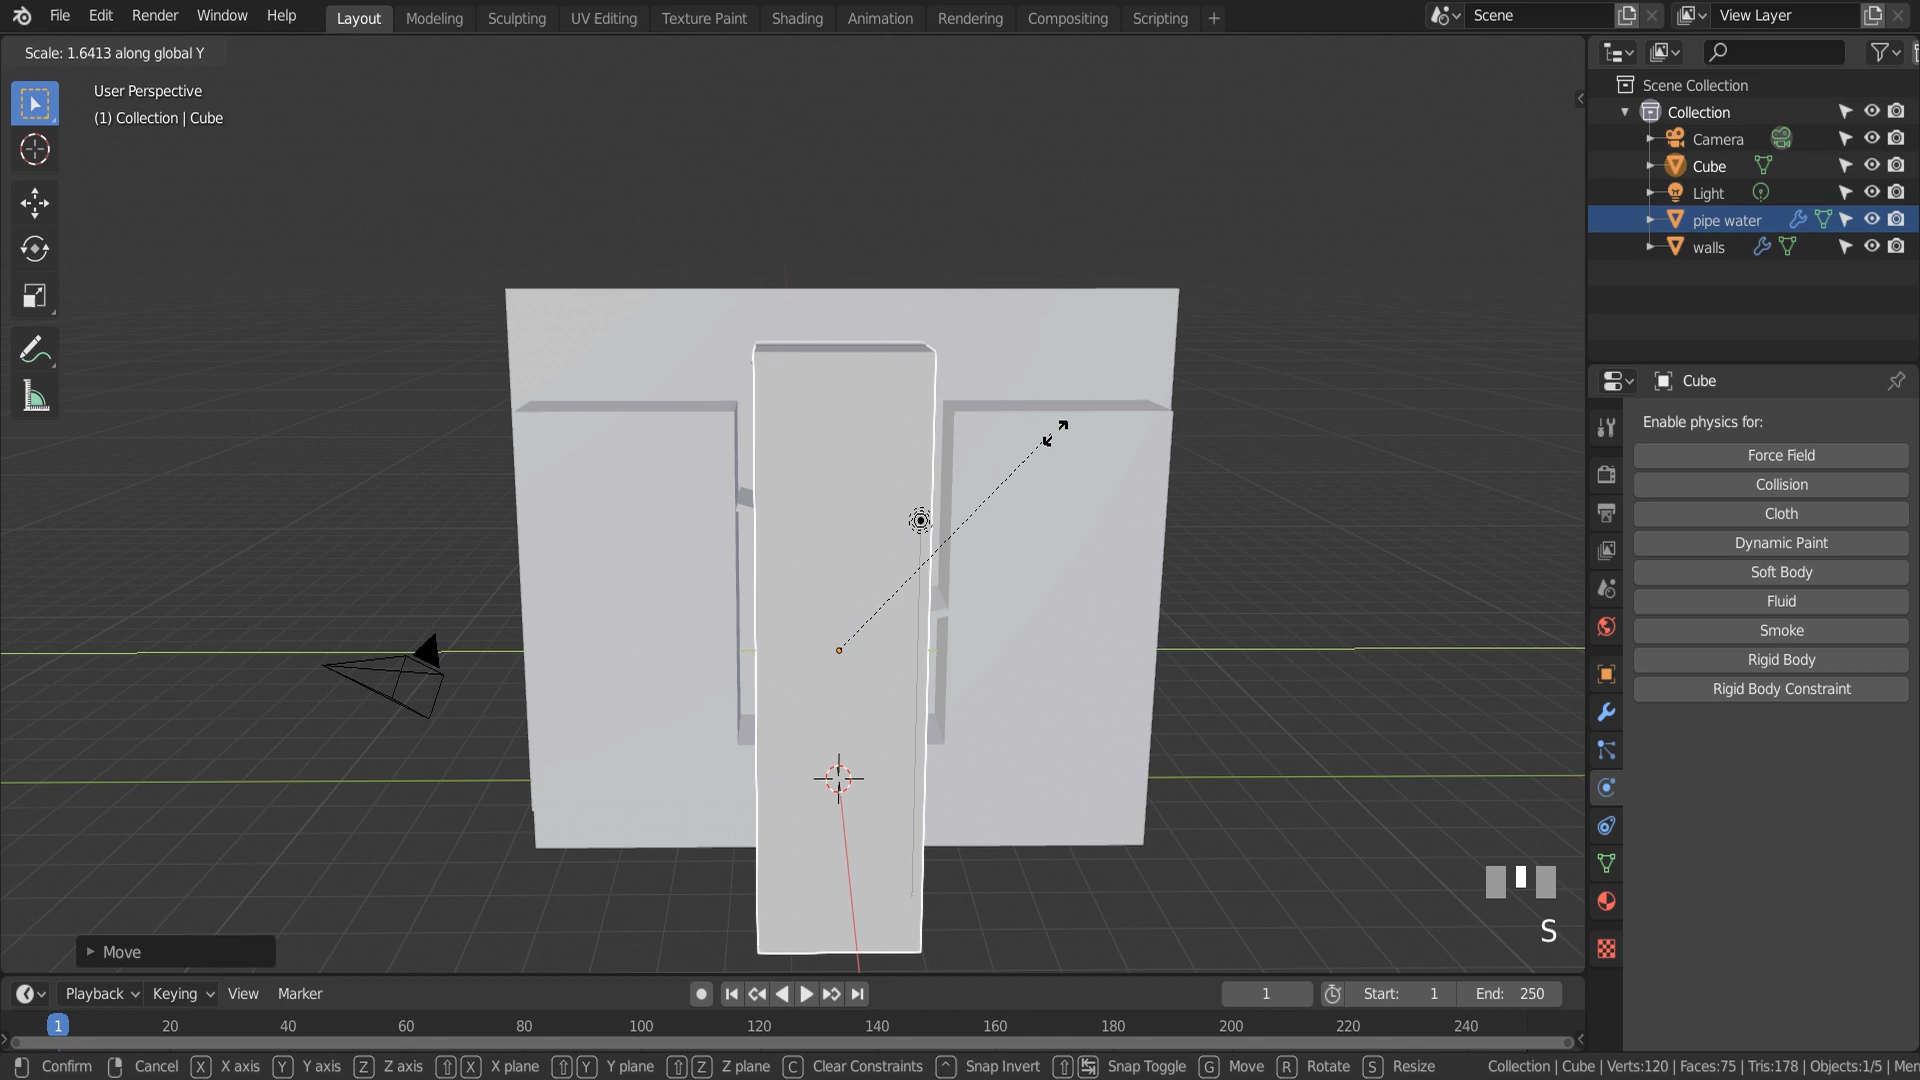 File Edit Render Window Help
Layout Modeling Sculpting UV Editing Texture Paint Shading Animation Rendering Compositing Scripting +
Scene
View Layer
Scale: 1.6413 along global Y
User Perspective
(1) Collection | Cube
Scene Collection
Collection
Camera
Cube
Light
pipe water
walls
Cube
Enable physics for:
Force Field
Collision
Cloth
Dynamic Paint
Soft Body
Fluid
Smoke
Rigid Body
Rigid Body Constraint
S
Move
Playback Keying View Marker
1
Start: 1
End: 250
1 20 40 60 80 100 120 140 160 180 200 220 240
Confirm Cancel X X axis Y Y axis Z Z axis X X plane Y Y plane Z Z plane C Clear Constraints ^ Snap Invert Snap Toggle G Move R Rotate S Resize
Collection | Cube | Verts:120 | Faces:75 | Tris:178 | Objects:1/5 | Mem